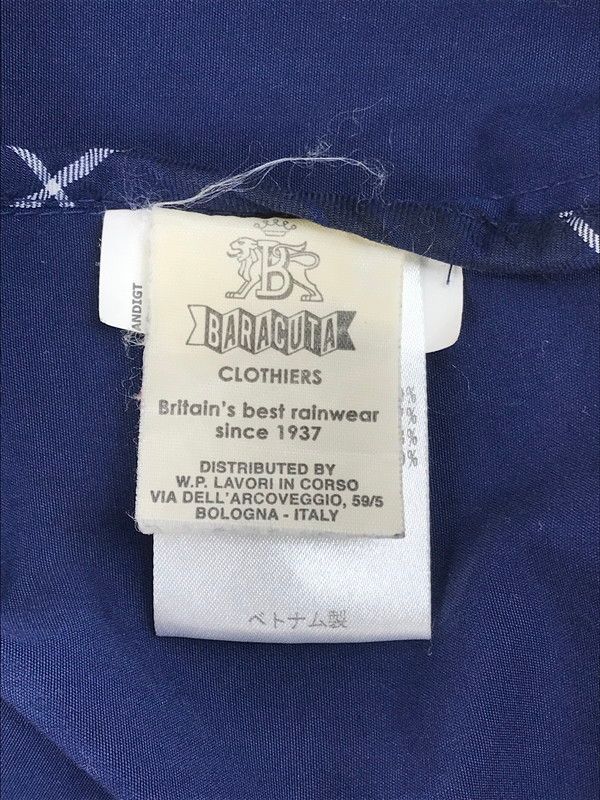 B
BARACUTA
CLOTHIERS
Britain's best rainwear
since 1937
DISTRIBUTED BY
W.P. LAVORI IN CORSO
VIA DELL'ARCOVEGGIO, 59/5
BOLOGNA - ITALY
ANDIGT
%
%
%
%
ベトナム製